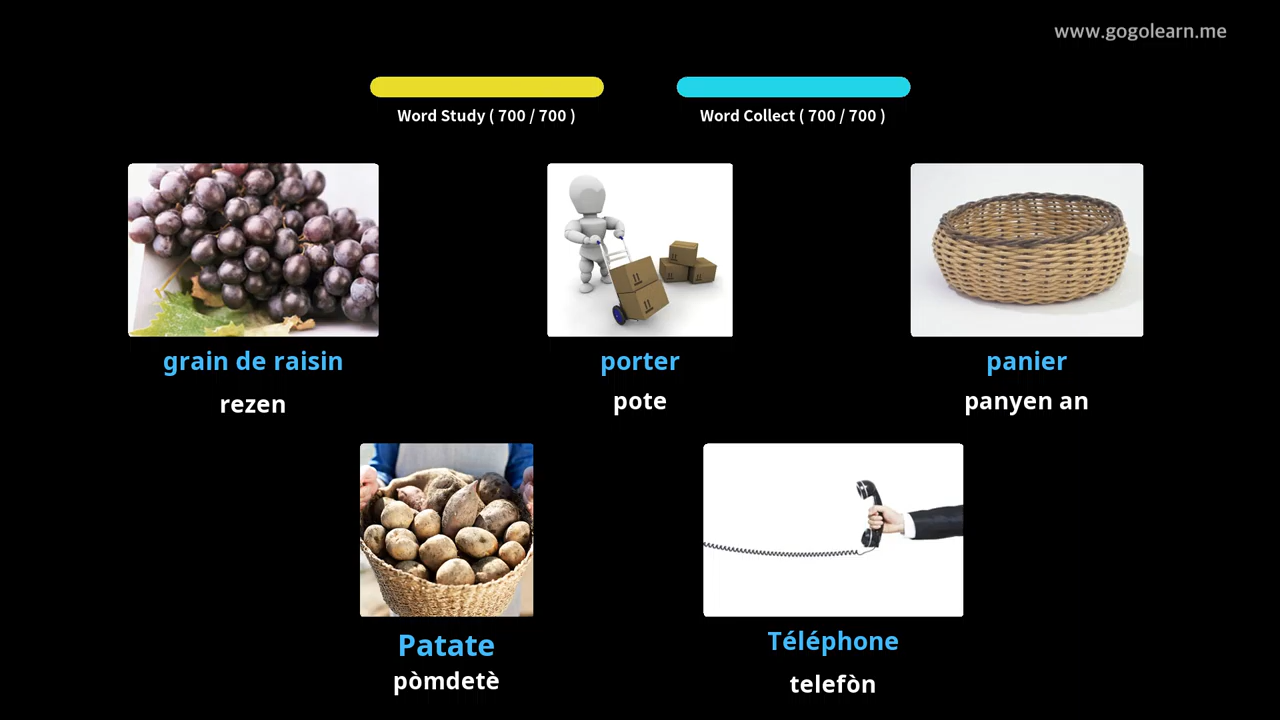 www.gogolearn.me
Word Study ( 700 / 700 )
Word Collect ( 700 / 700 )
grain de raisin
rezen
porter
pote
panier
panyen an
Patate
pòmdetè
Téléphone
telefòn